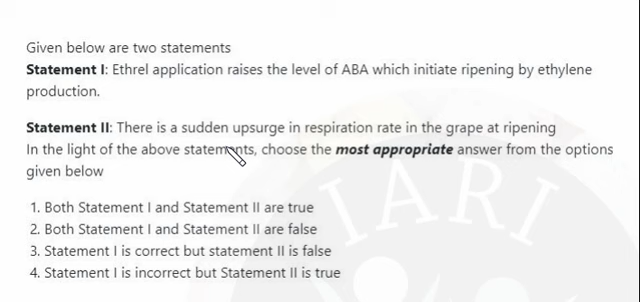 Given below are two statements
Statement I: Ethrel application raises the level of ABA which initiate ripening by ethylene
production.
Statement II: There is a sudden upsurge in respiration rate in the grape at ripening
In the light of the above statements, choose the most appropriate answer from the options
given below
1. Both Statement I and Statement II are true
2. Both Statement I and Statement II are false
3. Statement I is correct but statement II is false
4. Statement I is incorrect but Statement II is true
IARI